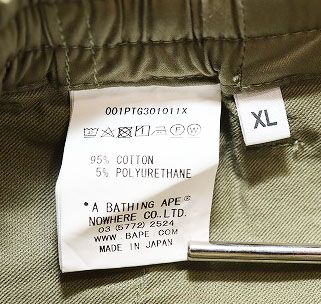 001PTG301011X
XL
95% COTTON
5% POLYURETHANE
"A BATHING APE"®
NOWHERE CO.,LTD.
03 (5772) 2524
WWW.BAPE.COM
MADE IN JAPAN